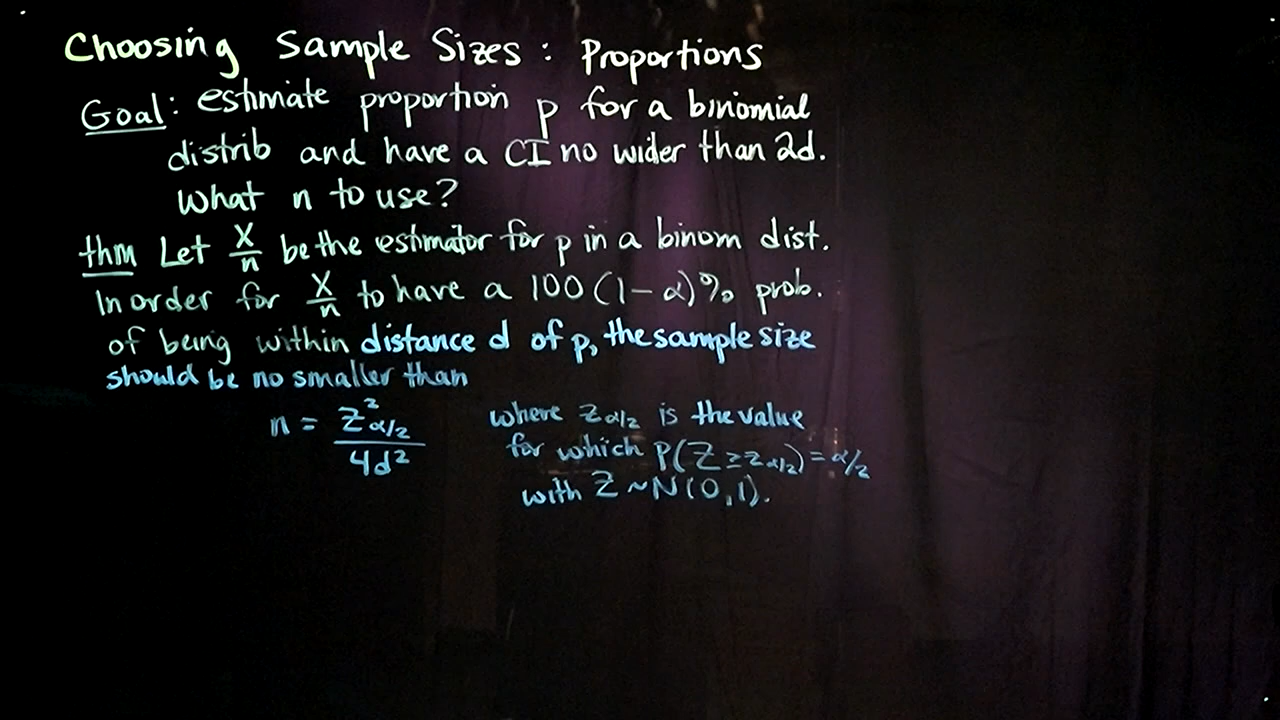 Choosing Sample Sizes: Proportions
Goal: estimate proportion p for a binomial
distrib and have a CI no wider than 2d.
What n to use?
thm Let X/n be the estimator for p in a binom dist.
In order for X/n to have a 100(1-α)% prob.
of being within distance d of p, the sample size
should be no smaller than
n = z²α/2 / 4d² where zα/2 is the value
for which P(Z ≥ zα/2) = α/2
with Z ~ N(0,1).